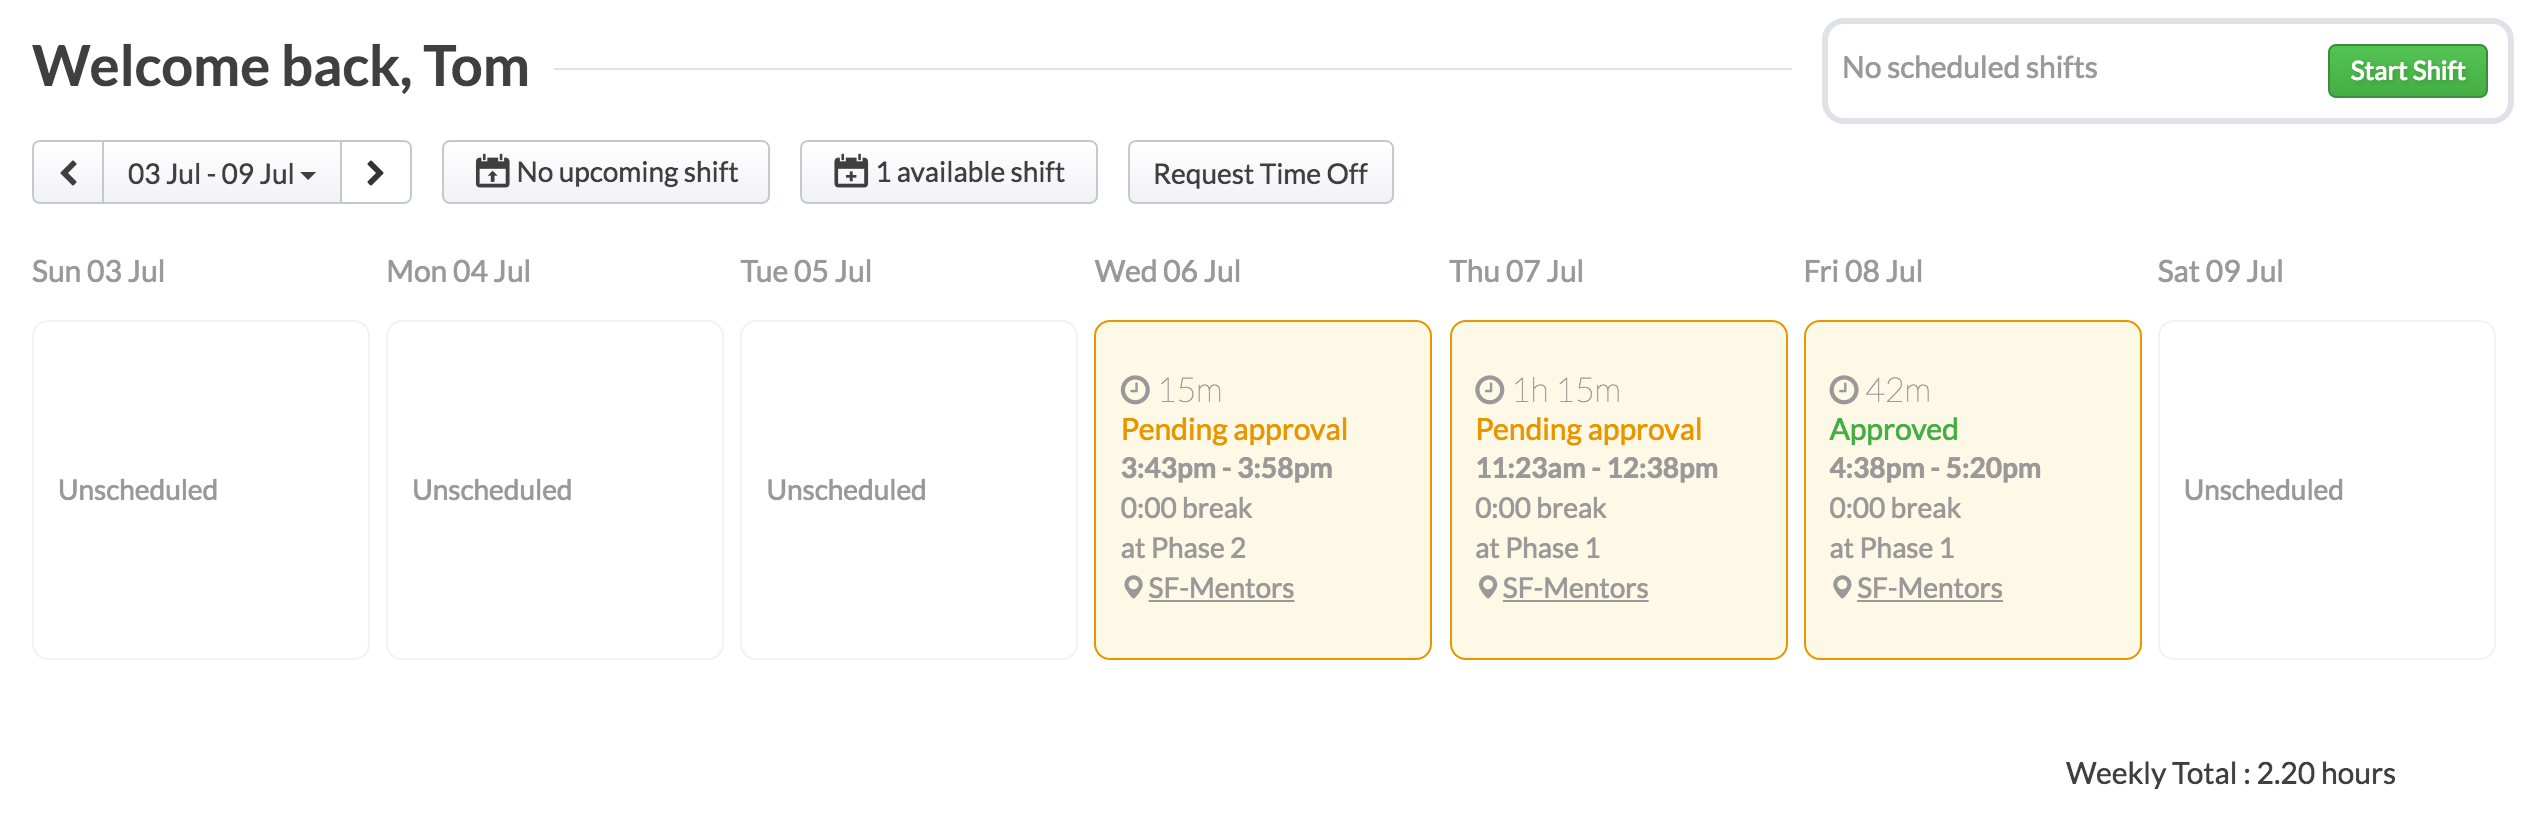 Welcome back, Tom
No scheduled shifts
Start Shift
03 Jul - 09 Jul
No upcoming shift
1 available shift
Request Time Off
Sun 03 Jul
Mon 04 Jul
Tue 05 Jul
Wed 06 Jul
Thu 07 Jul
Fri 08 Jul
Sat 09 Jul
Unscheduled
Unscheduled
Unscheduled
15m
Pending approval
3:43pm - 3:58pm
0:00 break
at Phase 2
SF-Mentors
1h 15m
Pending approval
11:23am - 12:38pm
0:00 break
at Phase 1
SF-Mentors
42m
Approved
4:38pm - 5:20pm
0:00 break
at Phase 1
SF-Mentors
Unscheduled
Weekly Total : 2.20 hours